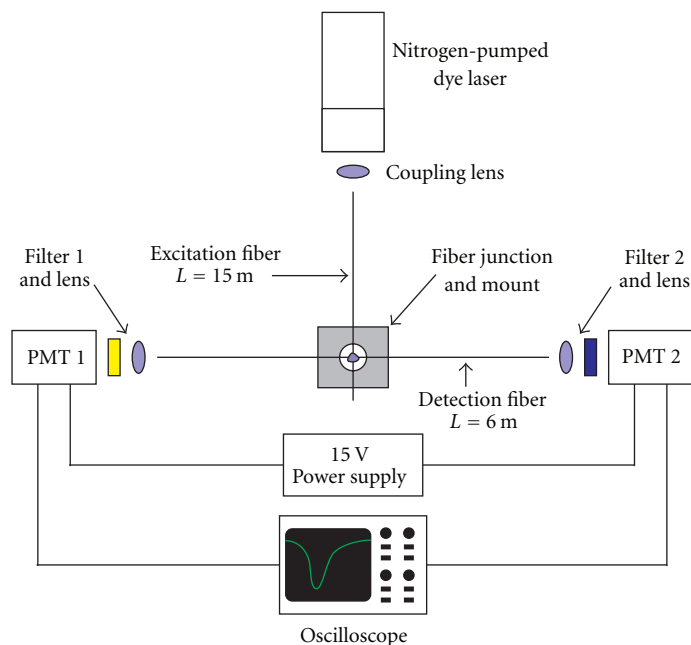 Nitrogen-pumped
dye laser
Coupling lens
Excitation fiber
L = 15 m
Filter 1
and lens
Fiber junction
and mount
Filter 2
and lens
PMT 1
PMT 2
Detection fiber
L = 6 m
15 V
Power supply
Oscilloscope